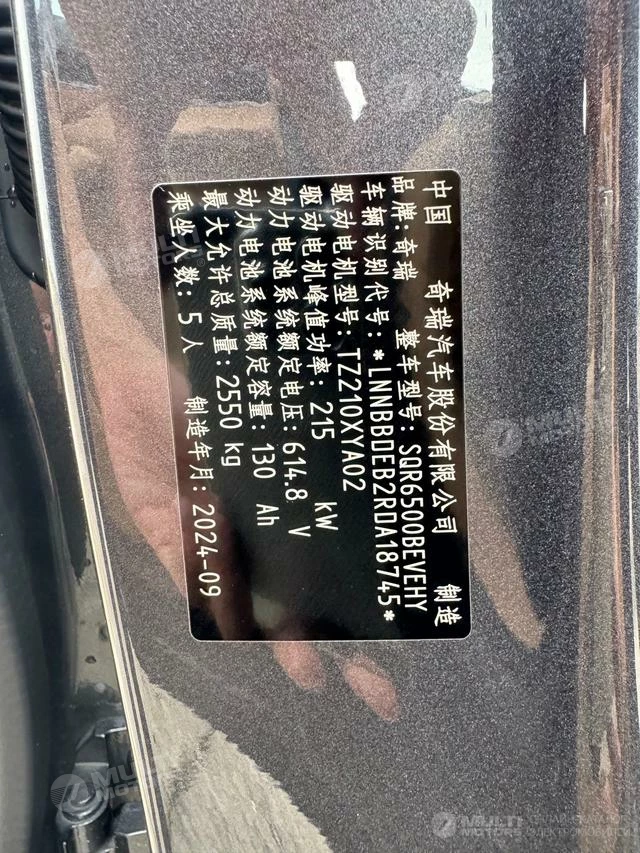 中国 奇瑞汽车股份有限公司 制造
品牌:奇瑞 整车型号:SQR6500BEVEHY
车辆识别代号:*LNNBBDEB2RDA18745*
驱动电机型号:TZ210XYA02
驱动电机峰值功率:215 kW
动力电池系统额定电压:614.8 V
动力电池系统额定容量:130 Ah
最大允许总质量:2550 kg
乘坐人数:5人 制造年月:2024-09
MULTI
MOTORS